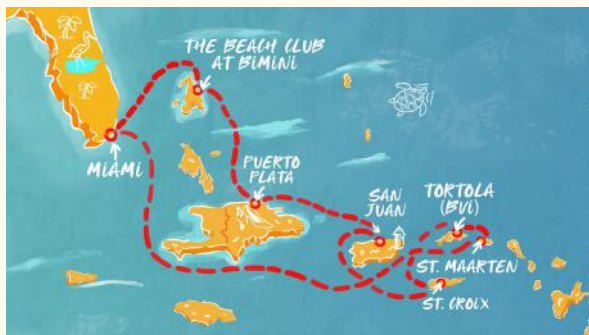 THE BEACH CLUB
AT BIMINI
MIAMI
PUERTO
PLATA
SAN
JUAN
TORTOLA
(BVI)
ST. MAARTEN
ST. CROIX